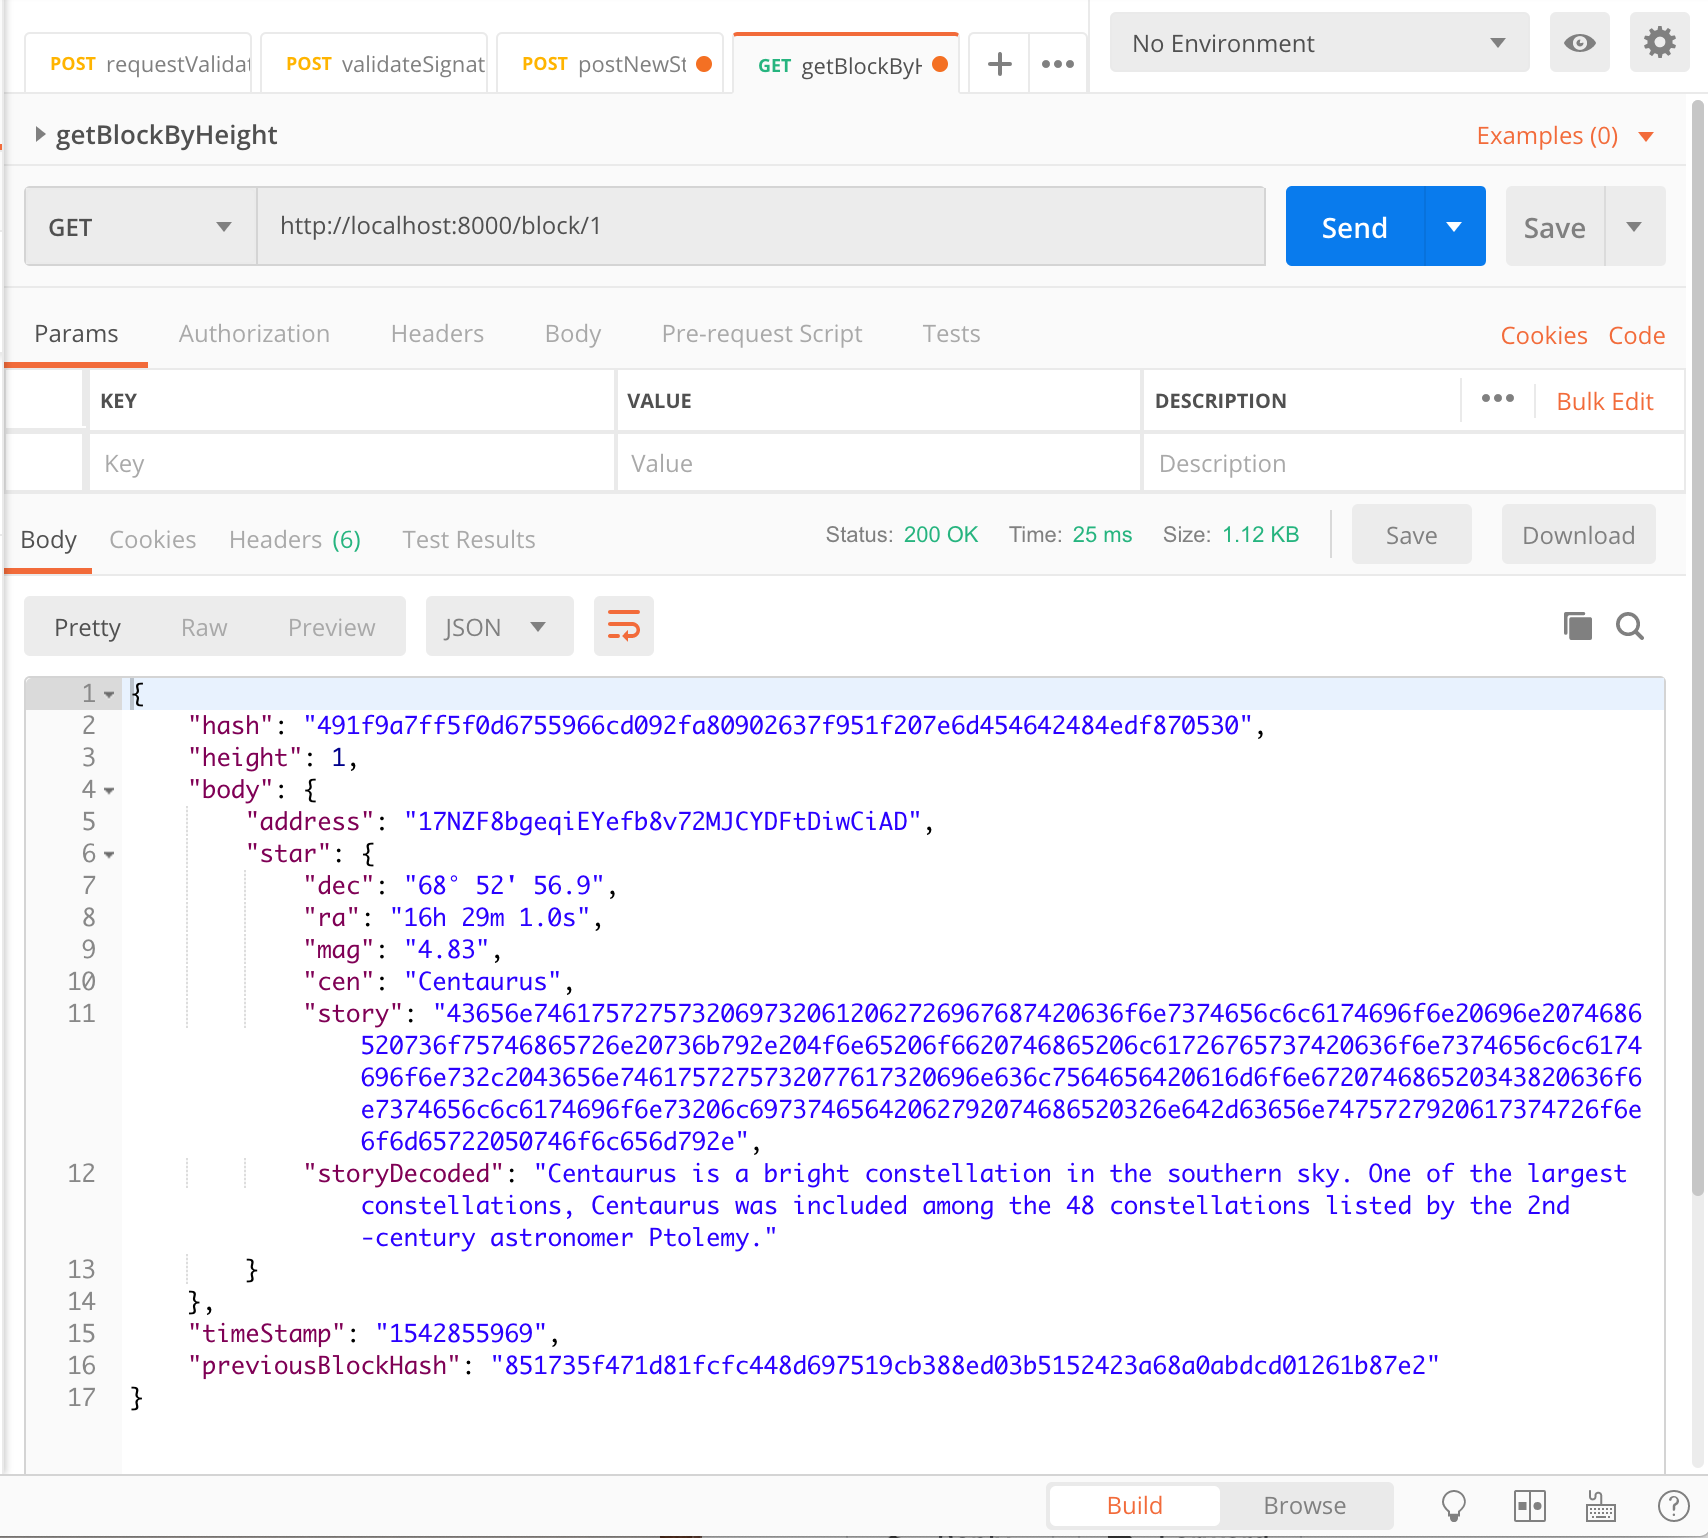 POST requestValidat POST validateSignat POST postNewSt GET getBlockByH No Environment
getBlockByHeight Examples (0)
GET http://localhost:8000/block/1 Send Save
Params Authorization Headers Body Pre-request Script Tests Cookies Code
KEY VALUE DESCRIPTION Bulk Edit
Key Value Description
Body Cookies Headers (6) Test Results Status: 200 OK Time: 25 ms Size: 1.12 KB Save Download
Pretty Raw Preview JSON
1 {
2 "hash": "491f9a7ff5f0d6755966cd092fa80902637f951f207e6d454642484edf870530",
3 "height": 1,
4 "body": {
5 "address": "17NZF8bgeqiEYefb8v72MJCYDFtDiwCiAD",
6 "star": {
7 "dec": "68° 52' 56.9",
8 "ra": "16h 29m 1.0s",
9 "mag": "4.83",
10 "cen": "Centaurus",
11 "story": "43656e74617572757320697320612062726967687420636f6e7374656c6c6174696f6e20696e2074686
520736f75746865726e20736b792e204f6e65206f6620746865206c61726765737420636f6e7374656c6c6174
696f6e732c2043656e7461757275732077617320696e636c7564656420616d6f6e672074686520343820636f6
e7374656c6c6174696f6e73206c6973746564206279207468652032 6e642d63656e747572792061737472 6f6e
6f6d65722050746f6c656d792e",
12 "storyDecoded": "Centaurus is a bright constellation in the southern sky. One of the largest
constellations, Centaurus was included among the 48 constellations listed by the 2nd
-century astronomer Ptolemy."
13 }
14 },
15 "timeStamp": "1542855969",
16 "previousBlockHash": "851735f471d81fcfc448d697519cb388ed03b5152423a68a0abdcd01261b87e2"
17 }
Build Browse